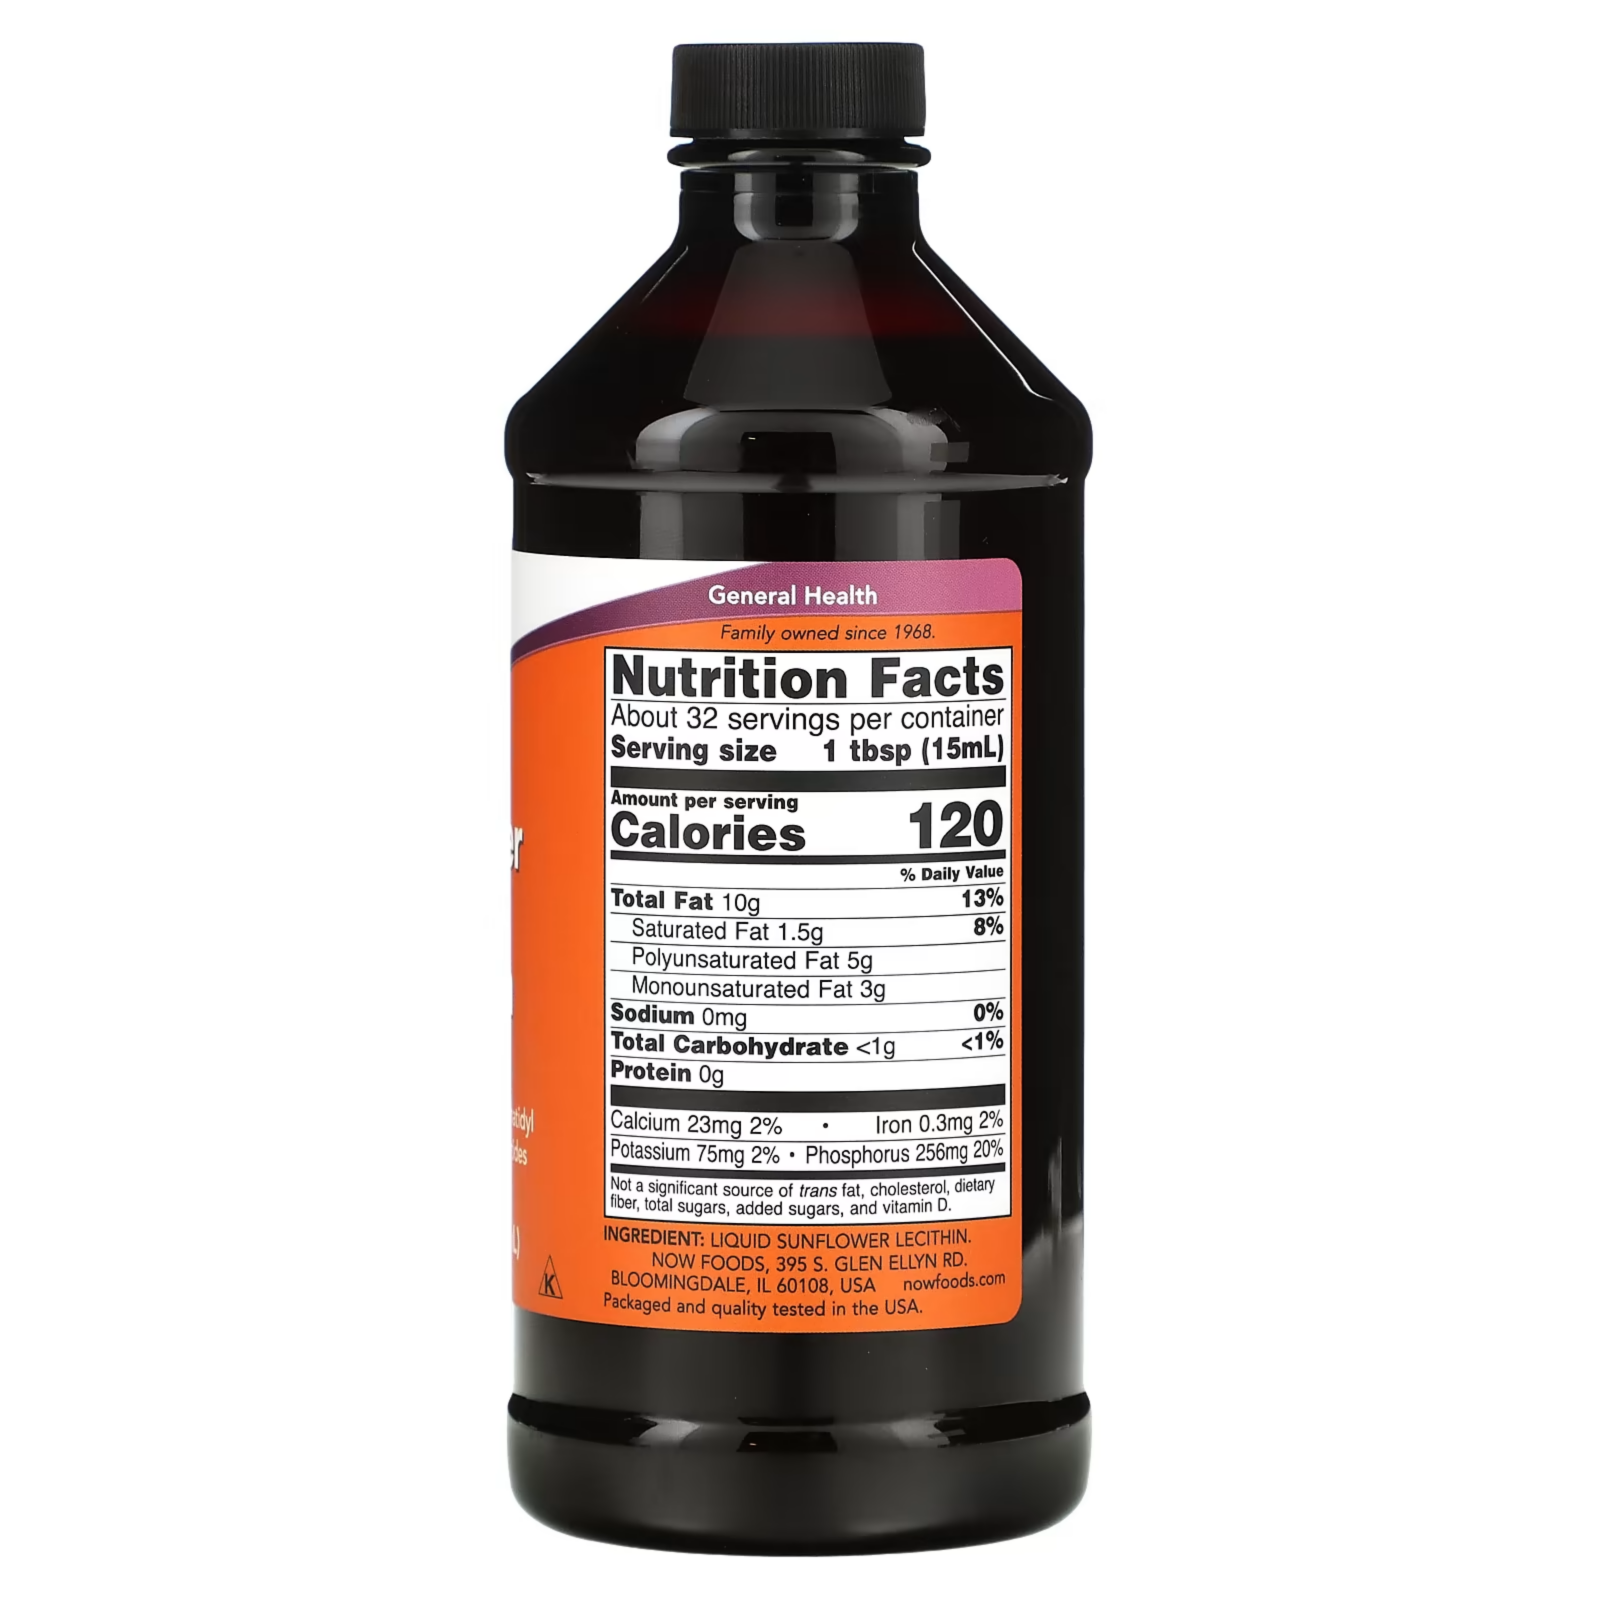 General Health
Family owned since 1968.
Nutrition Facts
About 32 servings per container
Serving size 1 tbsp (15mL)
Amount per serving
Calories 120
% Daily Value
Total Fat 10g 13%
Saturated Fat 1.5g 8%
Polyunsaturated Fat 5g
Monounsaturated Fat 3g
Sodium 0mg 0%
Total Carbohydrate <1g <1%
Protein 0g
Calcium 23mg 2% • Iron 0.3mg 2%
Potassium 75mg 2% • Phosphorus 256mg 20%
Not a significant source of trans fat, cholesterol, dietary
fiber, total sugars, added sugars, and vitamin D.
INGREDIENT: LIQUID SUNFLOWER LECITHIN.
NOW FOODS, 395 S. GLEN ELLYN RD.
BLOOMINGDALE, IL 60108, USA nowfoods.com
Packaged and quality tested in the USA.
K